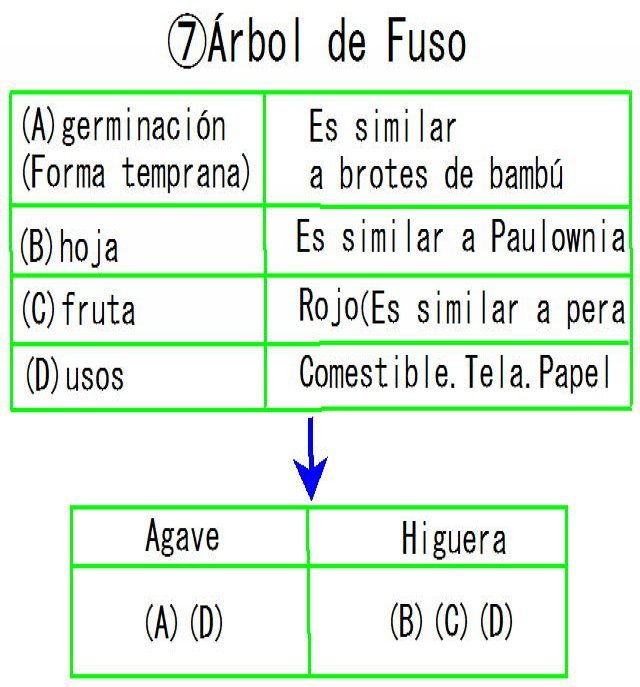 ⑦Árbol de Fuso
(A)germinación
(Forma temprana)
Es similar
a brotes de bambú
(B)hoja
Es similar a Paulownia
(C)fruta
Rojo(Es similar a pera
(D)usos
Comestible.Tela.Papel
Agave
Higuera
(A)(D)
(B)(C)(D)